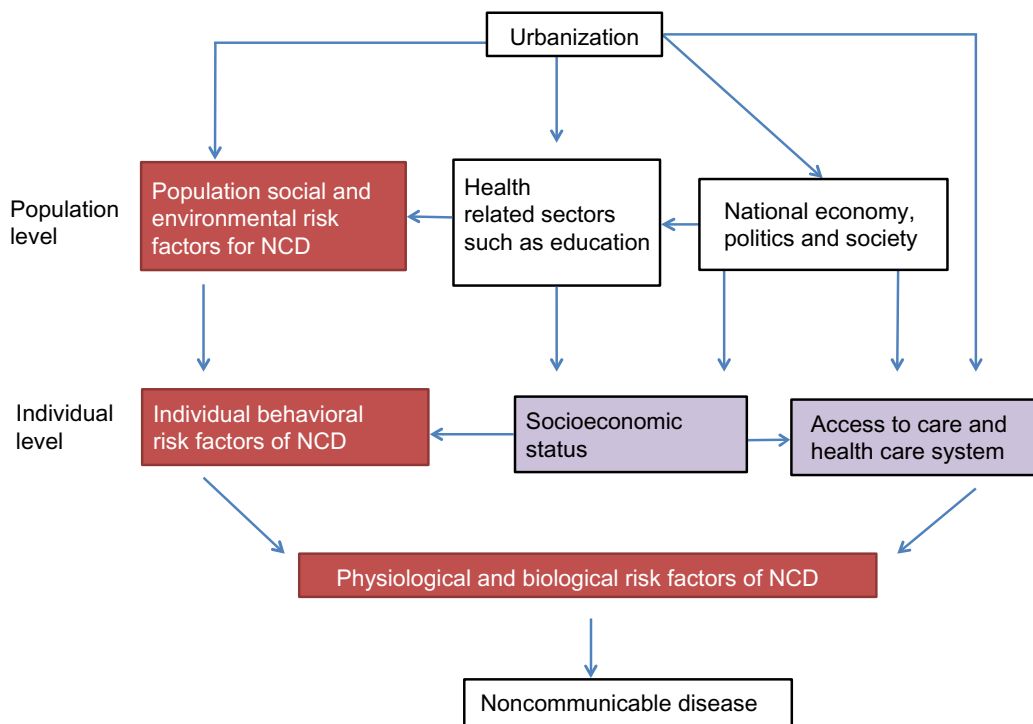 Urbanization
Population
level
Population social and
environmental risk
factors for NCD
Health
related sectors
such as education
National economy,
politics and society
Individual
level
Individual behavioral
risk factors of NCD
Socioeconomic
status
Access to care and
health care system
Physiological and biological risk factors of NCD
Noncommunicable disease